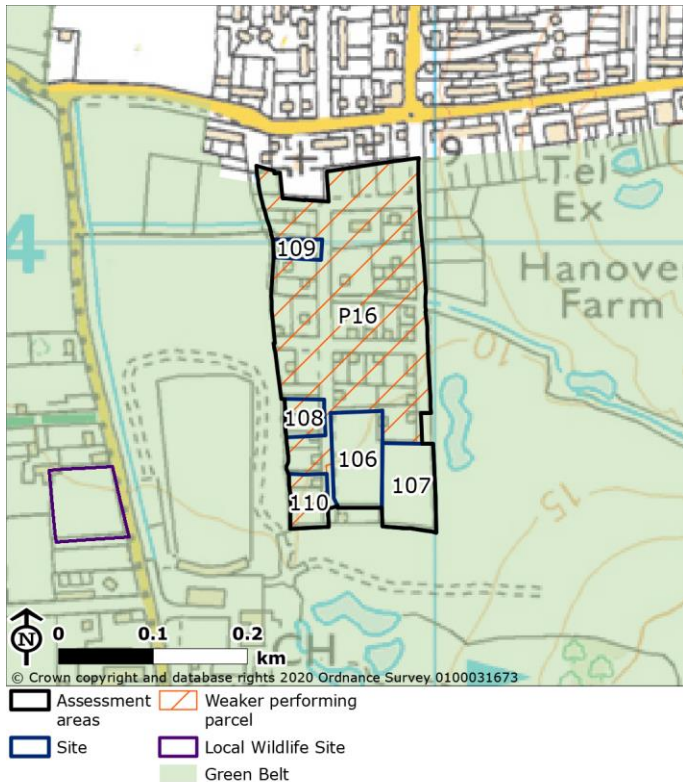 9
Tel
Ex
4
109
Hanover
Farm
P16
10
108
106
107
110
15
N
0 0.1 0.2
km
CH
© Crown copyright and database rights 2020 Ordnance Survey 0100031673
Assessment
areas
Weaker performing
parcel
Site
Local Wildlife Site
Green Belt